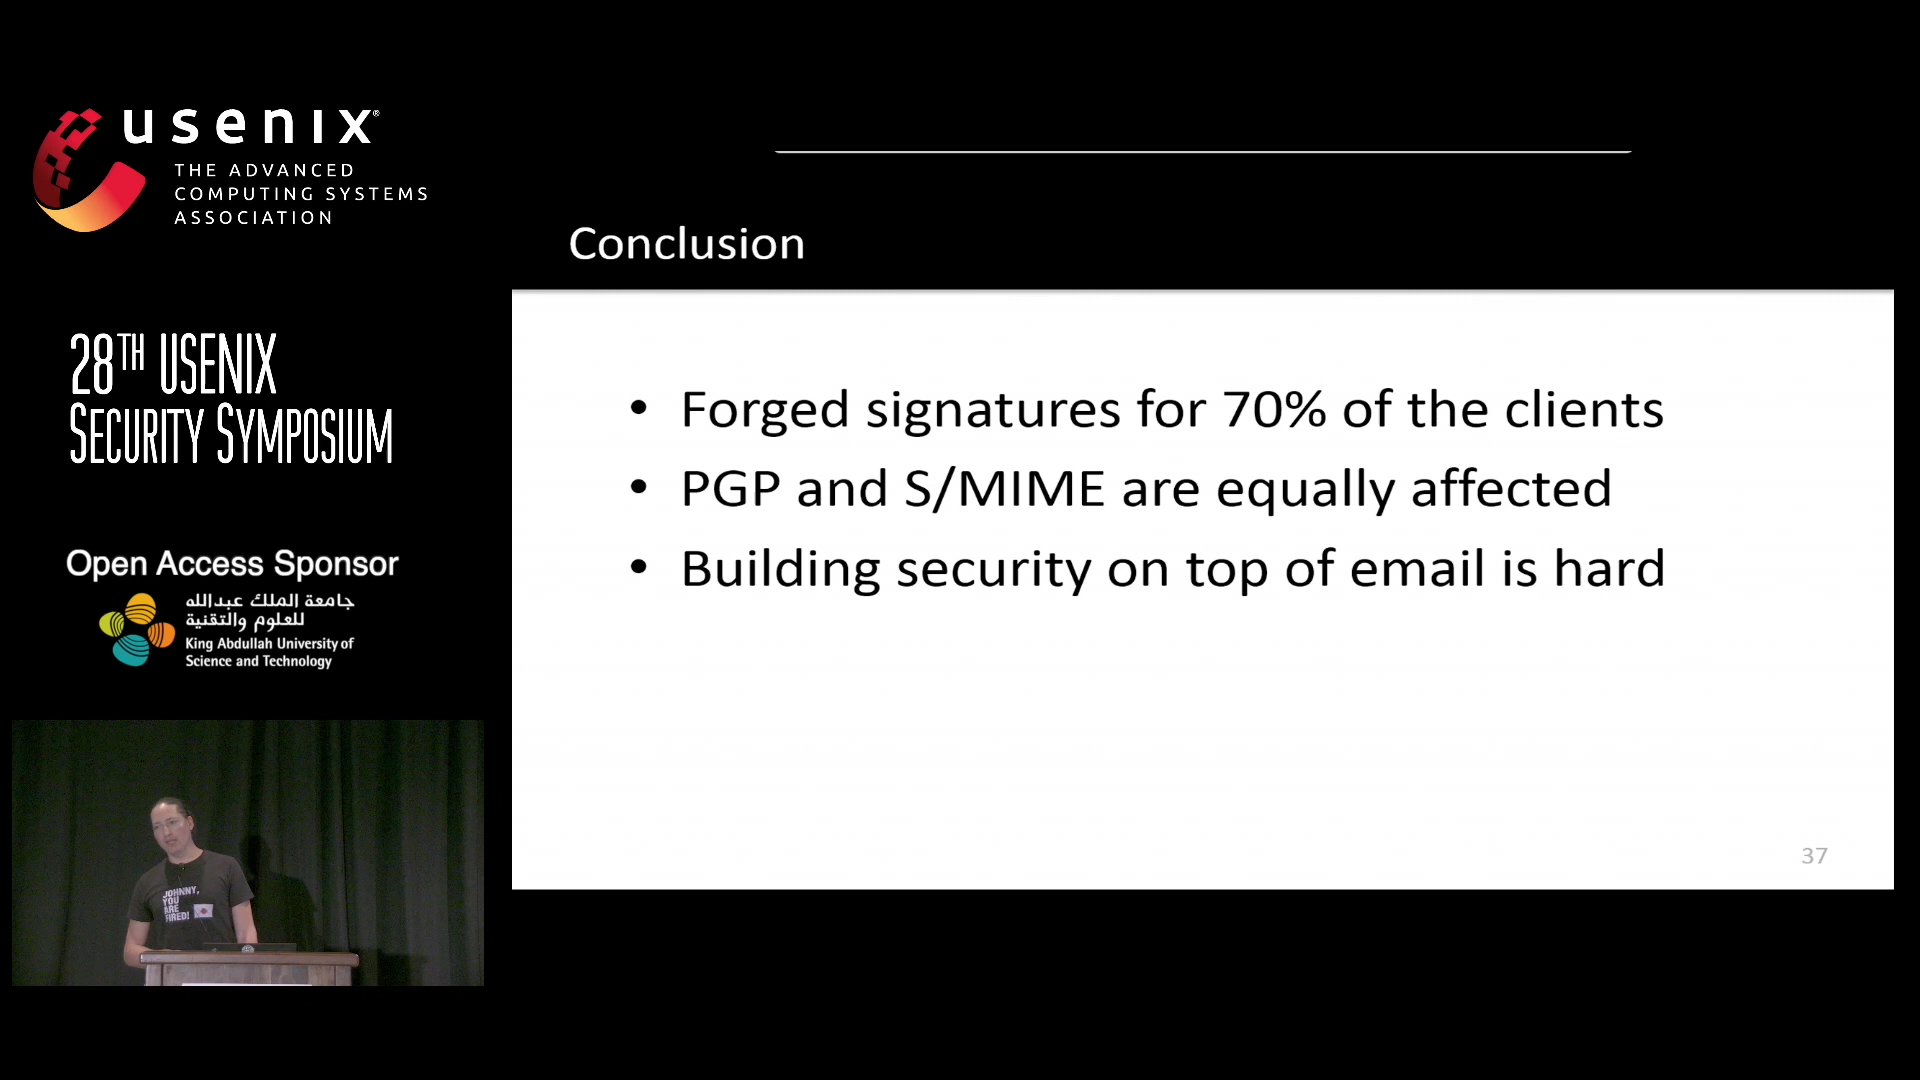 usenix®
THE ADVANCED
COMPUTING SYSTEMS
ASSOCIATION
28TH USENIX
SECURITY SYMPOSIUM
Open Access Sponsor
جامعة الملك عبدالله
للعلوم والتقنية
King Abdullah University of
Science and Technology
JOHNNY,
YOU
ARE
FIRED!
Conclusion
• Forged signatures for 70% of the clients
• PGP and S/MIME are equally affected
• Building security on top of email is hard
37